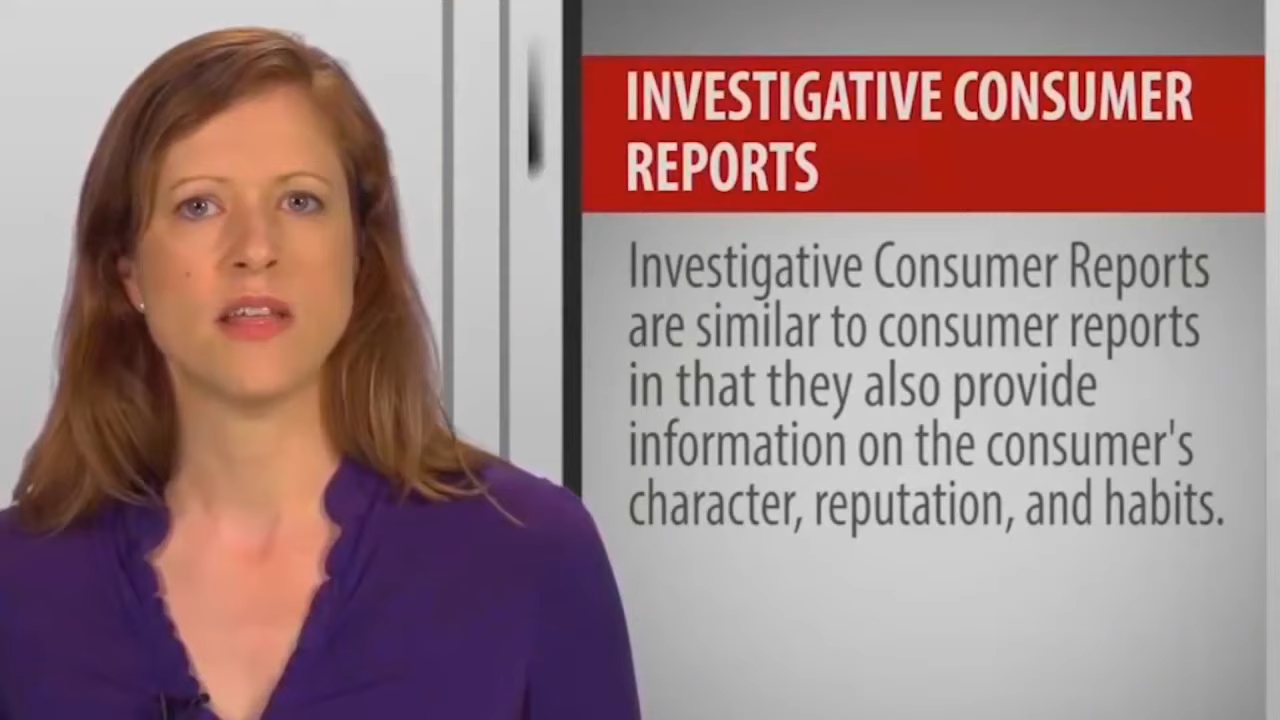 INVESTIGATIVE CONSUMER
REPORTS
Investigative Consumer Reports
are similar to consumer reports
in that they also provide
information on the consumer's
character, reputation, and habits.